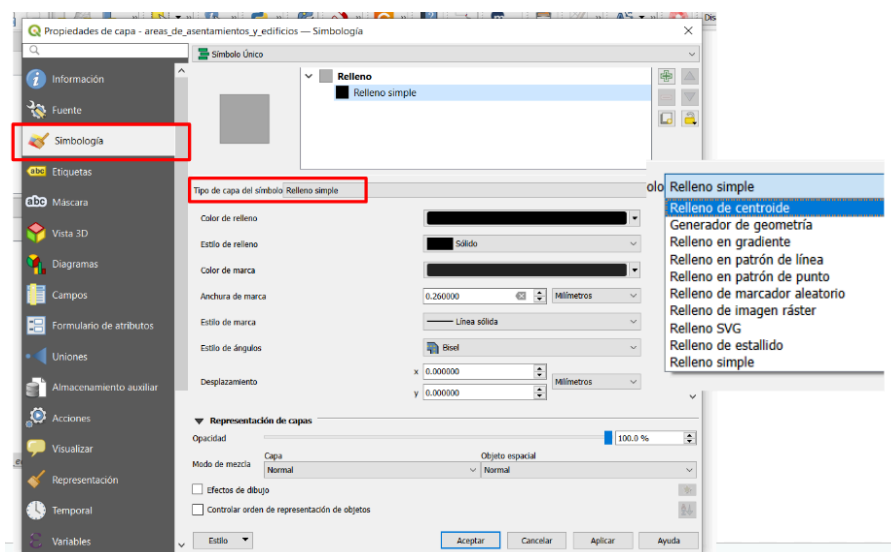 Dis
Propiedades de capa - areas_de_asentamientos_y_edificios — Simbología
Símbolo Único
Información
Fuente
Simbología
abc Etiquetas
abc Máscara
Vista 3D
Diagramas
Campos
Formulario de atributos
Uniones
Almacenamiento auxiliar
Acciones
Visualizar
Representación
Temporal
Variables
Relleno
Relleno simple
Tipo de capa del símbolo Relleno simple
Color de relleno
Estilo de relleno Sólido
Color de marca
Anchura de marca 0.260000 Milímetros
Estilo de marca Línea sólida
Estilo de ángulos Bisel
Desplazamiento x 0.000000 Milímetros
y 0.000000
Representación de capas
Opacidad 100.0 %
Capa Objeto espacial
Modo de mezcla Normal Normal
Efectos de dibujo
Controlar orden de representación de objetos
Estilo Aceptar Cancelar Aplicar Ayuda
olo Relleno simple
Relleno de centroide
Generador de geometría
Relleno en gradiente
Relleno en patrón de línea
Relleno en patrón de punto
Relleno de marcador aleatorio
Relleno de imagen ráster
Relleno SVG
Relleno de estallido
Relleno simple